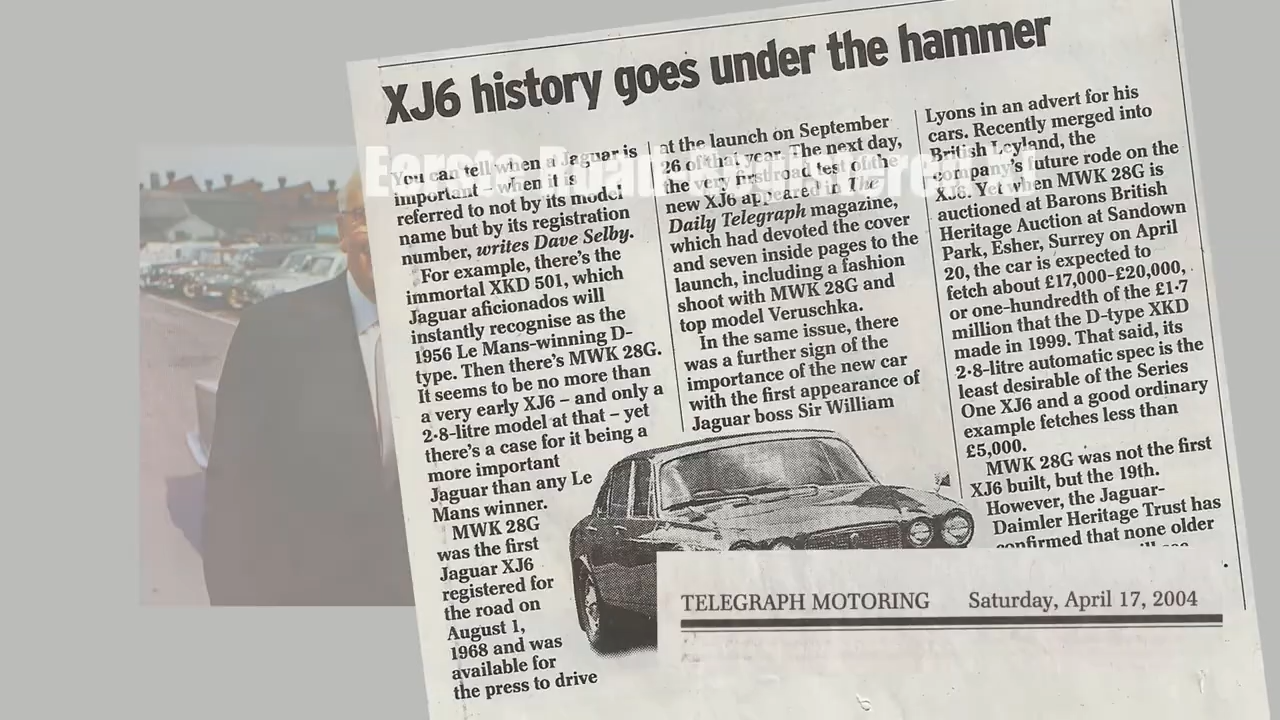 XJ6 history goes under the hammer
You can tell when a Jaguar is
important – when it is
referred to not by its model
name but by its registration
number, writes Dave Selby.
For example, there's the
immortal XKD 501, which
Jaguar aficionados will
instantly recognise as the
1956 Le Mans-winning D-
type. Then there's MWK 28G.
It seems to be no more than
a very early XJ6 – and only a
2·8-litre model at that – yet
there's a case for it being a
more important
Jaguar than any Le
Mans winner.
MWK 28G
was the first
Jaguar XJ6
registered for
the road on
August 1,
1968 and was
available for
the press to drive
at the launch on September
26 of that year. The next day,
the very first road test of the
new XJ6 appeared in The
Daily Telegraph magazine,
which had devoted the cover
and seven inside pages to the
launch, including a fashion
shoot with MWK 28G and
top model Veruschka.
In the same issue, there
was a further sign of the
importance of the new car
with the first appearance of
Jaguar boss Sir William
Lyons in an advert for his
cars. Recently merged into
British Leyland, the
company's future rode on the
XJ6. Yet when MWK 28G is
auctioned at Barons British
Heritage Auction at Sandown
Park, Esher, Surrey on April
20, the car is expected to
fetch about £17,000–£20,000,
or one-hundredth of the £1·7
million that the D-type XKD
made in 1999. That said, its
2·8-litre automatic spec is the
least desirable of the Series
One XJ6 and a good ordinary
example fetches less than
£5,000.
MWK 28G was not the first
XJ6 built, but the 19th.
However, the Jaguar-
Daimler Heritage Trust has
confirmed that none older
TELEGRAPH MOTORING Saturday, April 17, 2004